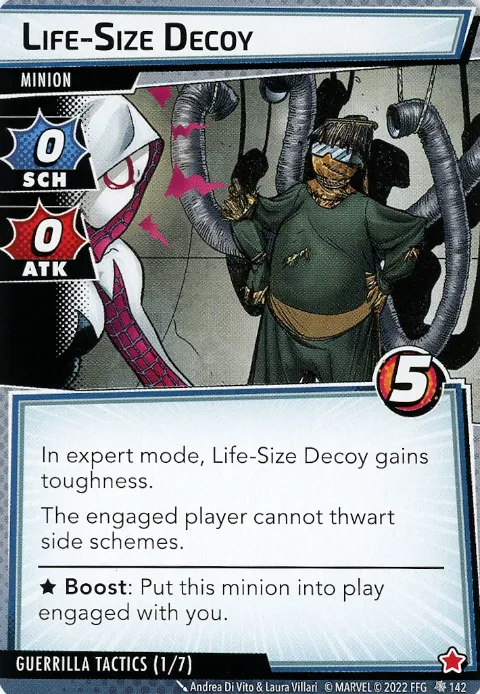 Life-Size Decoy
MINION
0
SCH
0
ATK
5
In expert mode, Life-Size Decoy gains
toughness.
The engaged player cannot thwart
side schemes.
★ Boost: Put this minion into play
engaged with you.
GUERRILLA TACTICS (1/7)
Andrea Di Vito & Laura Villari © MARVEL © 2022 FFG 142